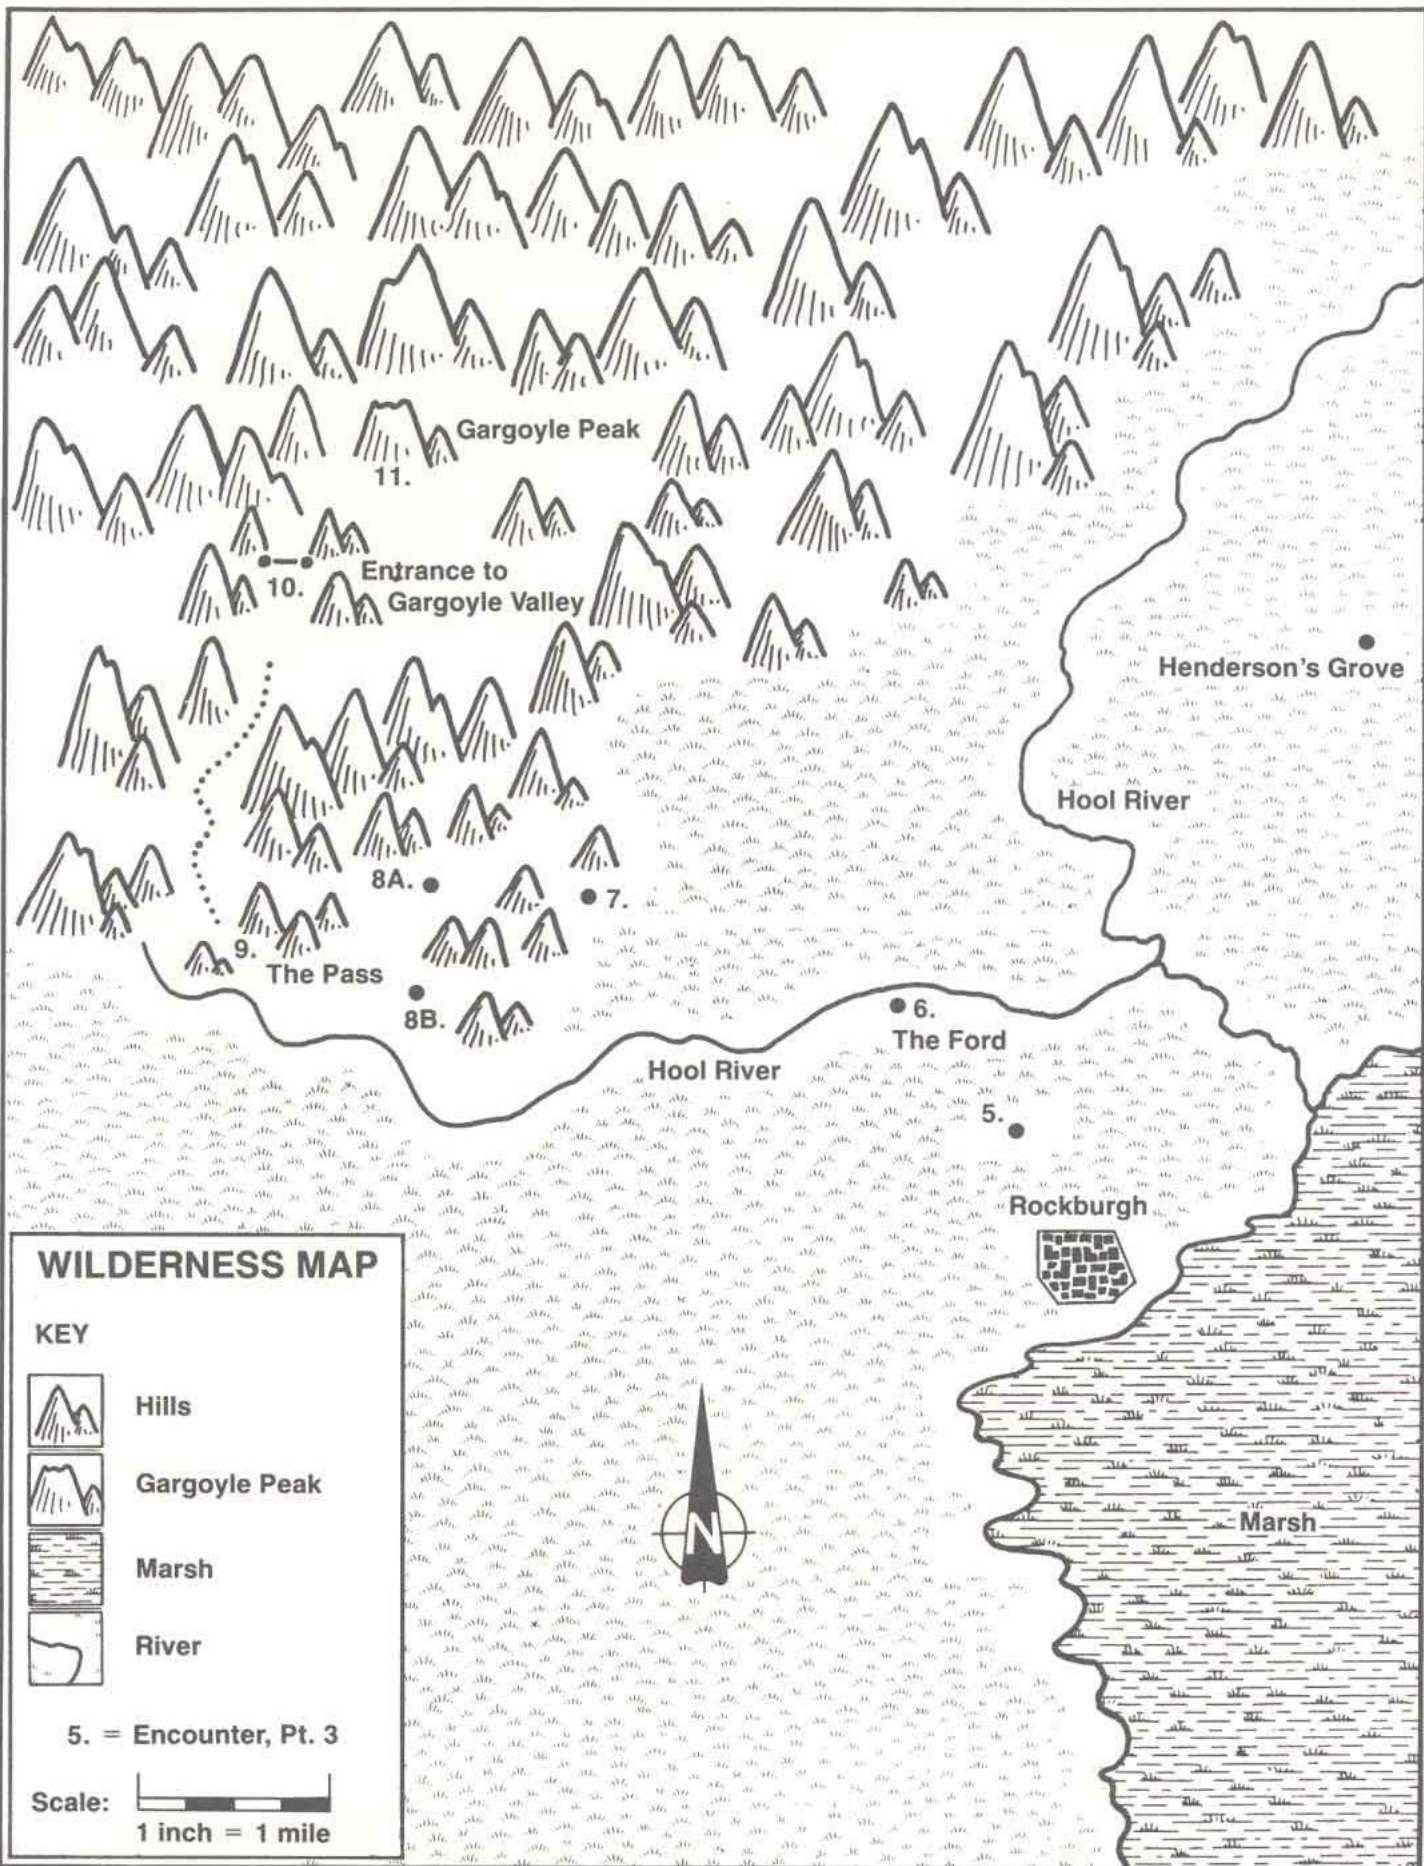 Gargoyle Peak
11.
10.
Entrance to
Gargoyle Valley
Henderson's Grove
Hool River
8A.
7.
9.
The Pass
8B.
6.
The Ford
Hool River
5.
Rockburgh
WILDERNESS MAP
KEY
Hills
Gargoyle Peak
Marsh
River
5. = Encounter, Pt. 3
Scale:
1 inch = 1 mile
N
Marsh